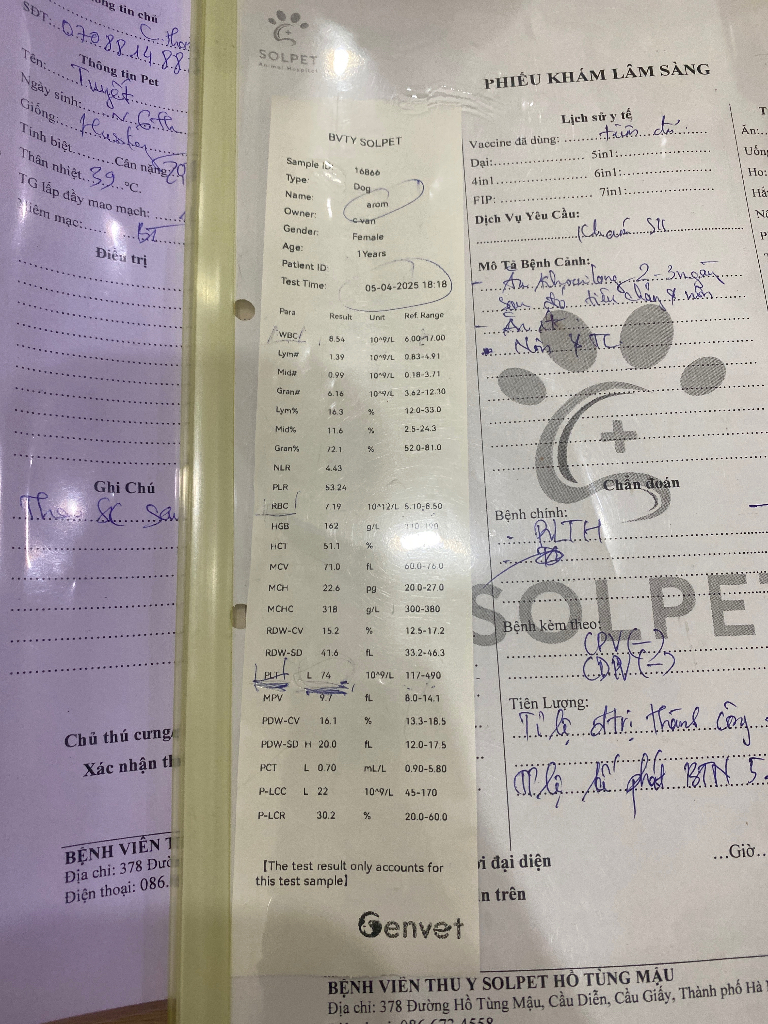 ông tin chủ
SĐT: 0708814488
Thông tin Pet
Tên: Tuyết
Ngày sinh:
Giống: Husky
Tính biệt Cân nặng
Thân nhiệt 39 °C
TG lấp đầy mao mạch:
Niêm mạc: BT
Điều trị
Ghi Chú
Theo SK
Chủ thú cưng
Xác nhận th
BỆNH VIÊN T
Địa chỉ: 378 Đườ
Điện thoại: 086.
SOLPET
Animal Hospital
BVTY SOLPET
Sample ID: 16866
Type: Dog
Name: arom
Owner: c van
Gender: Female
Age: 1Years
Patient ID
Test Time: 05-04-2025 18:18
Para Result Unit Ref. Range
WBC 8.54 10^9/L 6.00-17.00
Lym# 1.39 10^9/L 0.83-4.91
Mid# 0.99 10^9/L 0.18-3.71
Gran# 6.16 10^9/L 3.62-12.30
Lym% 16.3 % 12.0-33.0
Mid% 11.6 % 2.5-24.3
Gran% 72.1 % 52.0-81.0
NLR 4.43
PLR 53.24
RBC 7.19 10^12/L 5.10-8.50
HGB 162 g/L 110-190
HCT 51.1 %
MCV 71.0 fL 60.0-76.0
MCH 22.6 pg 20.0-27.0
MCHC 318 g/L 300-380
RDW-CV 15.2 % 12.5-17.2
RDW-SD 41.6 fL 33.2-46.3
PLT L 74 10^9/L 117-490
MPV 9.7 fL 8.0-14.1
PDW-CV 16.1 % 13.3-18.5
PDW-SD H 20.0 fL 12.0-17.5
PCT L 0.70 mL/L 0.90-5.80
P-LCC L 22 10^9/L 45-170
P-LCR 30.2 % 20.0-60.0
[The test result only accounts for
this test sample]
Genvet
PHIẾU KHÁM LÂM SÀNG
Lịch sử y tế
Vaccine đã dùng: tiêm đủ
Dại: 5in1:
4in1 6in1:
FIP: 7in1:
Dịch Vụ Yêu Cầu:
Khám SK
Mô Tả Bệnh Cảnh:
- Ăn khoai lang 2-3 ngày
sau đó tiêu chảy & nôn
- Ăn ít
- Nôn
Chẩn đoán
Bệnh chính:
- RLTH
SOLPE
Bệnh kèm theo:
CPV (-)
CDV (-)
Tiên Lượng:
Tỉ lệ đtrị thành công
Tỉ lệ tái phát BTN 5
i đại diện
n trên
...Giờ...
BỆNH VIÊN THU Y SOLPET HỒ TÙNG MẬU
Địa chỉ: 378 Đường Hồ Tùng Mậu, Cầu Diễn, Cầu Giấy, Thành phố Hà
086 672 4558
T
Ăn:
Uống
Ho: